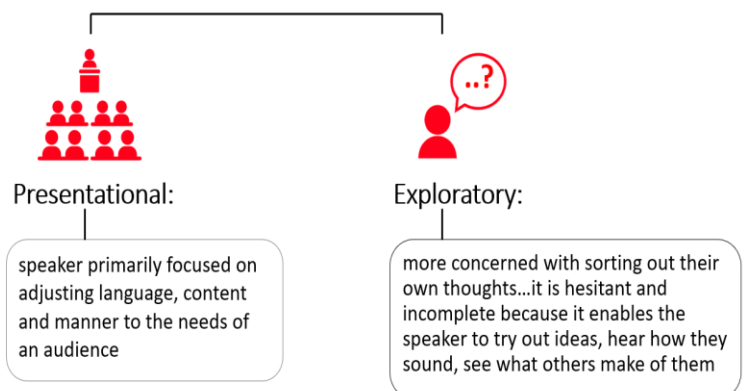 ..?
Presentational:
speaker primarily focused on
adjusting language, content
and manner to the needs of
an audience
Exploratory:
more concerned with sorting out their
own thoughts...it is hesitant and
incomplete because it enables the
speaker to try out ideas, hear how they
sound, see what others make of them